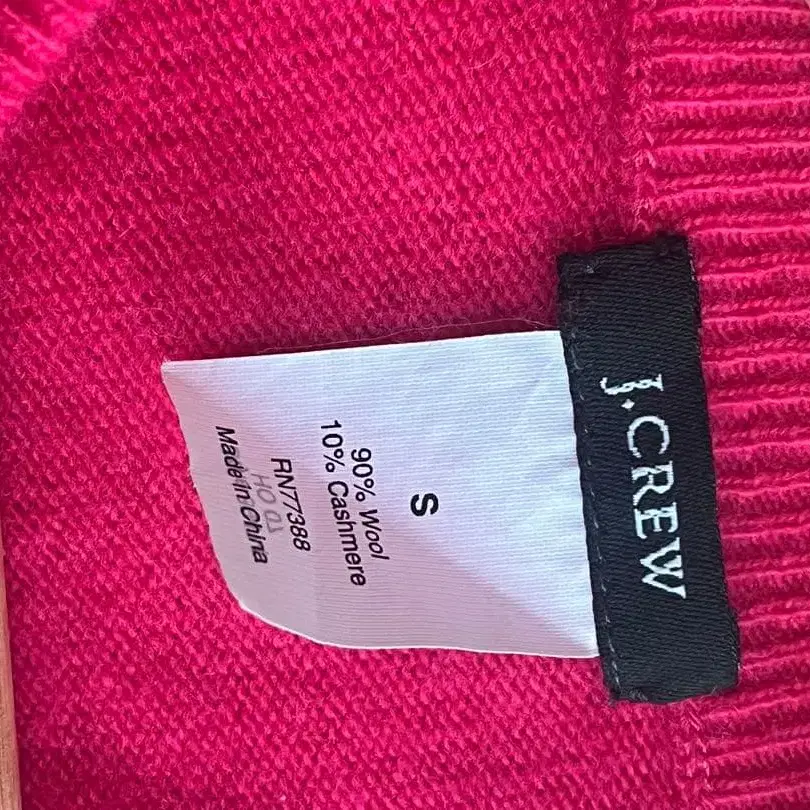 J.CREW
S
90% Wool
10% Cashmere
RN77388
Made in China